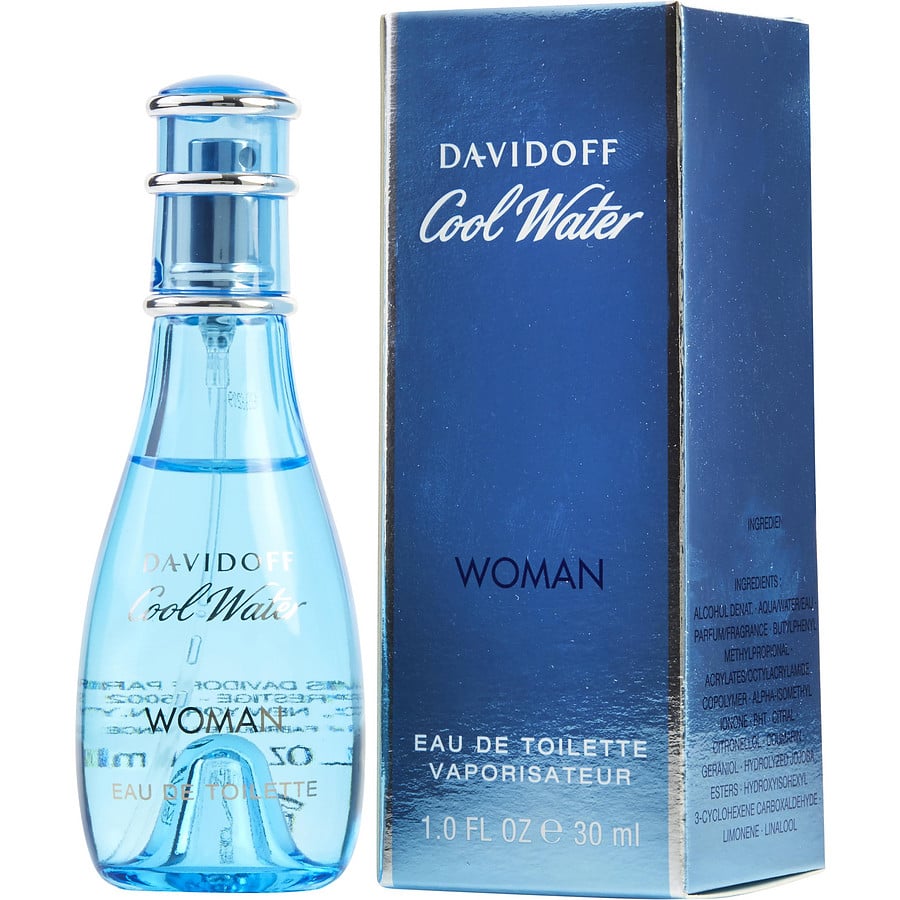 DAVIDOFF
Cool Water
WOMAN
EAU DE TOILETTE
DAVIDOFF
Cool Water
WOMAN
EAU DE TOILETTE
VAPORISATEUR
1.0 FL OZ ℮ 30 ml
INGREDIEN
INGREDIENTS :
ALCOHOL DENAT. · AQUA/WATER/EAU ·
PARFUM/FRAGRANCE · BUTYLPHENYL
METHYLPROPIONAL ·
ACRYLATES/OCTYLACRYLAMIDE
COPOLYMER · ALPHA-ISOMETHYL
IONONE · BHT · CITRAL ·
CITRONELLOL · COUMARIN ·
GERANIOL · HYDROLYZED JOJOBA
ESTERS · HYDROXYISOHEXYL
3-CYCLOHEXENE CARBOXALDEHYDE ·
LIMONENE · LINALOOL